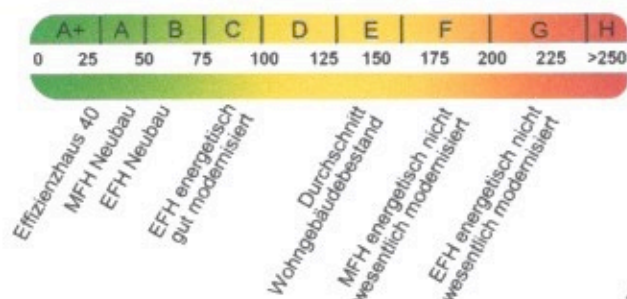 A+ A B C D E F G H
0 25 50 75 100 125 150 175 200 225 >250
Effizienzhaus 40
MFH Neubau
EFH Neubau
EFH energetisch
gut modernisiert
Durchschnitt
Wohngebäudebestand
MFH energetisch nicht
wesentlich modernisiert
EFH energetisch nicht
wesentlich modernisiert